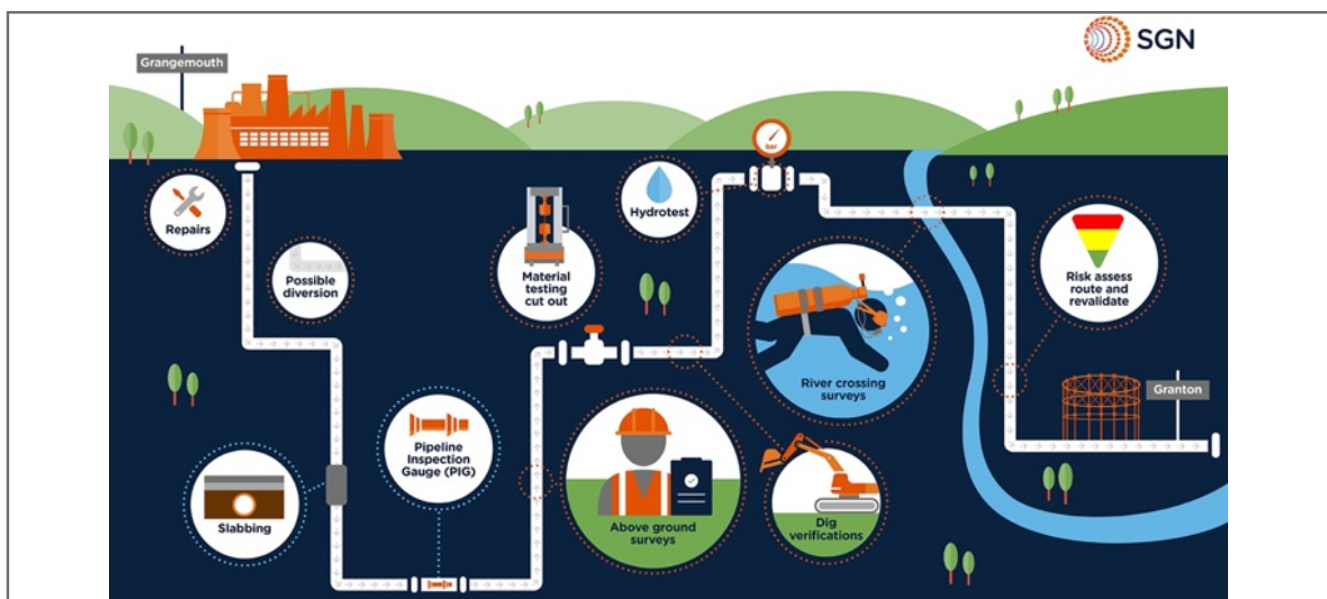 SGN
Grangemouth
Repairs
Possible
diversion
Material
testing
cut out
Hydrotest
bar
Risk assess
route and
revalidate
River crossing
surveys
Granton
Pipeline
Inspection
Gauge (PIG)
Slabbing
Above ground
surveys
Dig
verifications